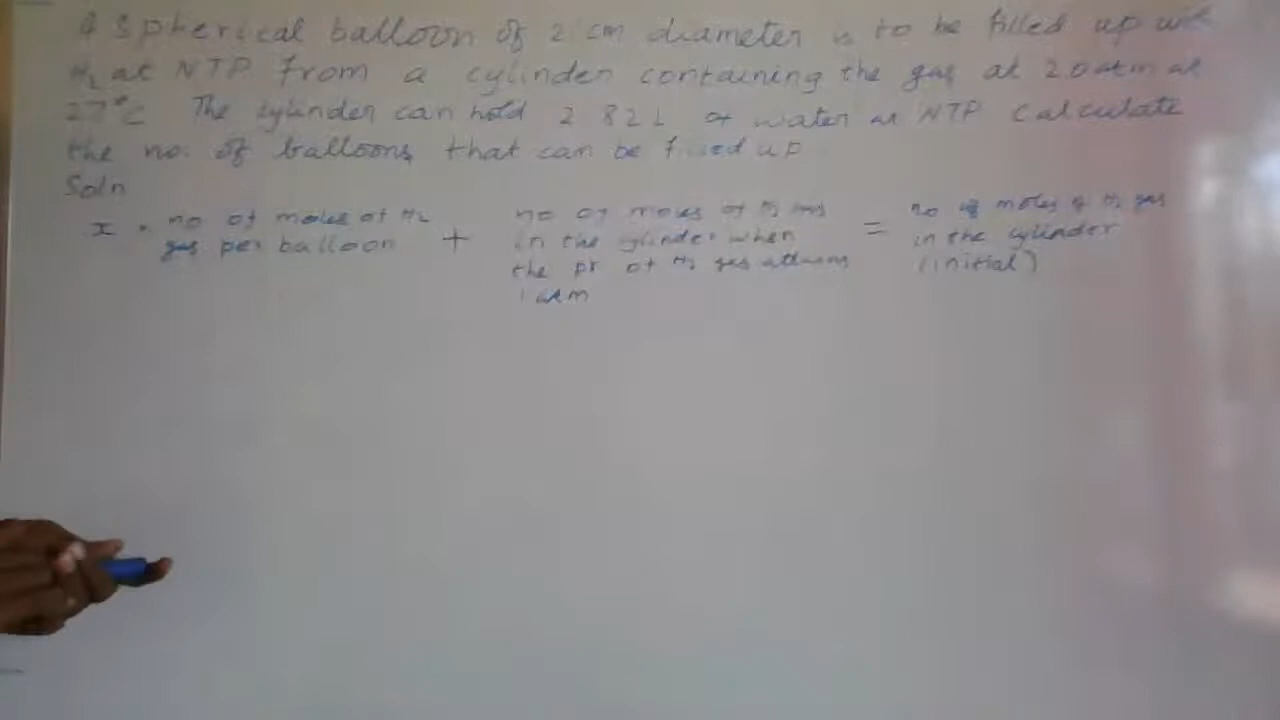 A spherical balloon of 21 cm diameter is to be filled up with
H2 at NTP from a cylinder containing the gas at 20 atm at
27°C The cylinder can hold 2 82 L of water at NTP Calculate
the no. of balloons that can be filled up
Soln
x × no of moles of H2 gas per balloon + no of moles of H2 gas in the cylinder when the pr of H2 gas attains 1 atm = no of moles of H2 gas in the cylinder (initial)